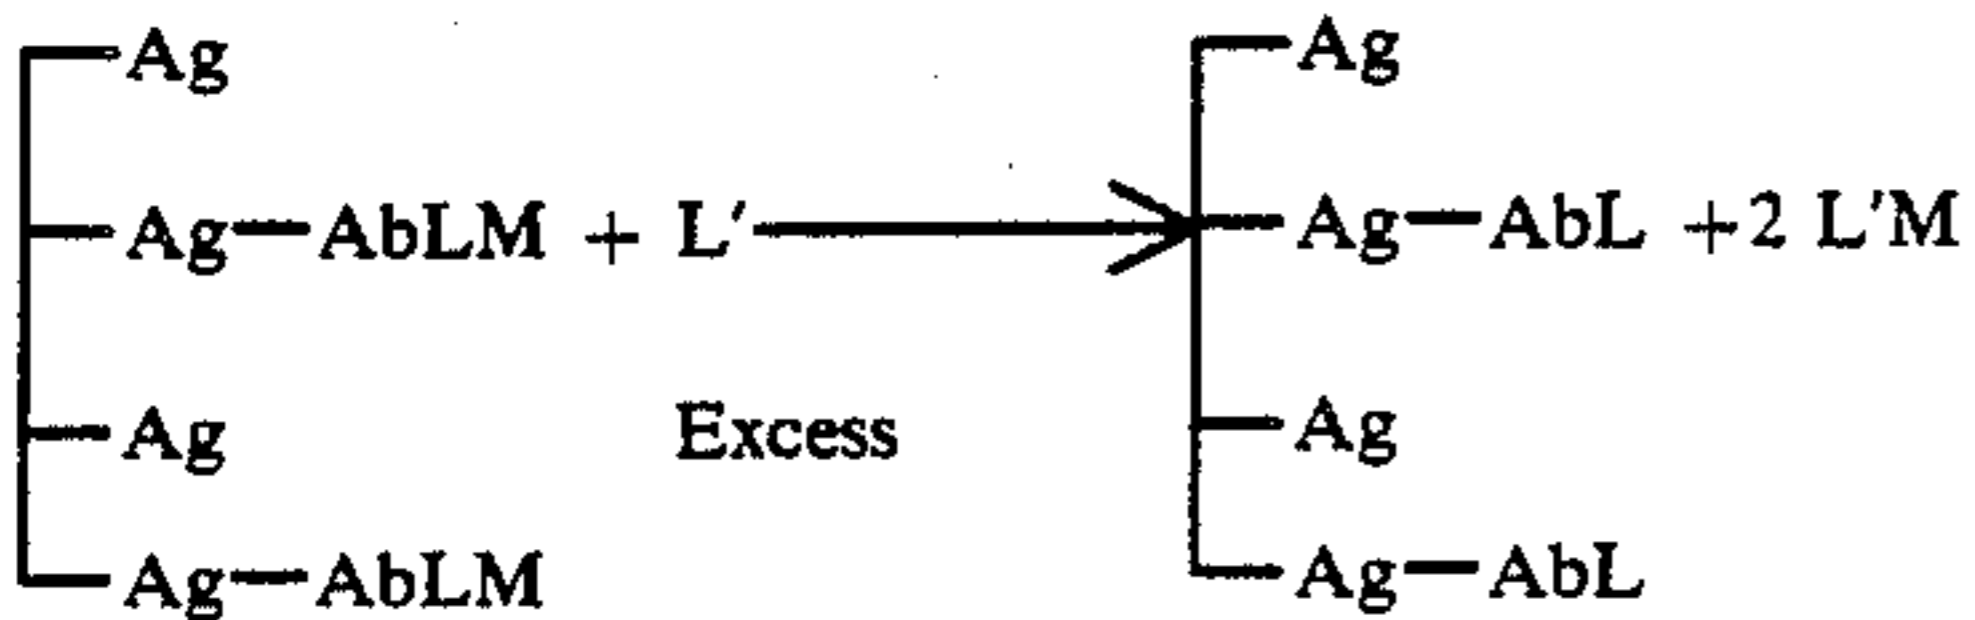 Ag Ag
Ag—AbLM + L′ Ag—AbL +2 L′M
Ag Excess Ag
Ag—AbLM Ag—AbL